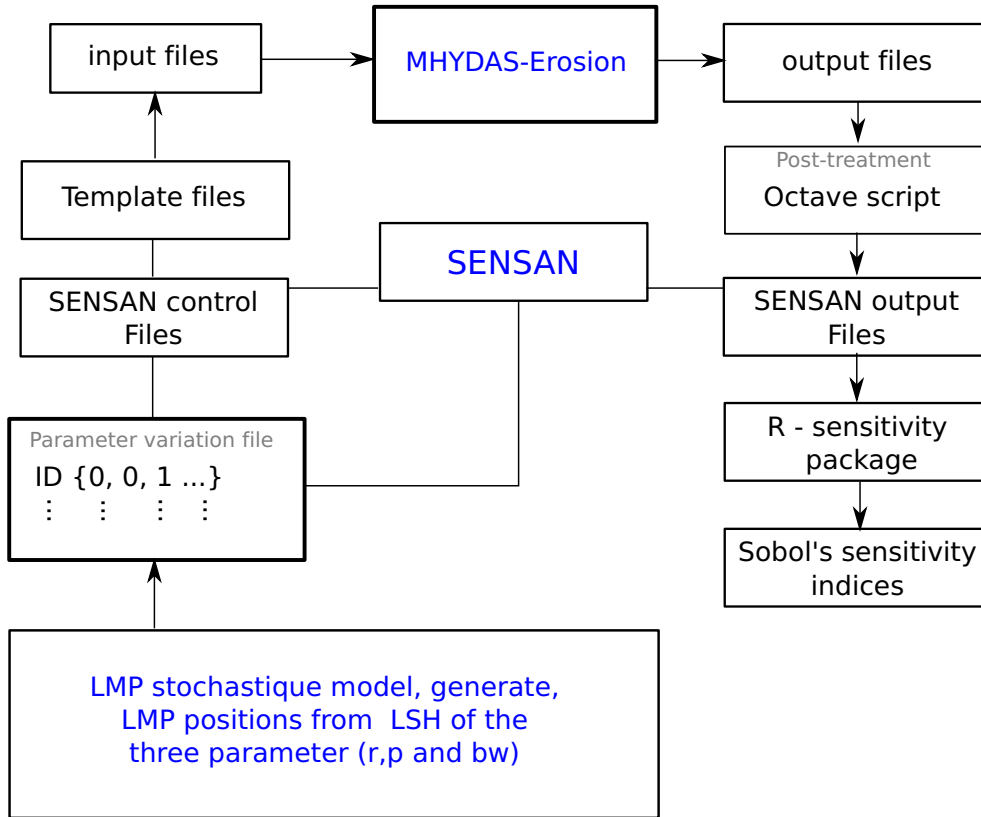 input files
MHYDAS-Erosion
output files
Template files
Post-treatment
Octave script
SENSAN
SENSAN control
Files
SENSAN output
Files
Parameter variation file
ID {0, 0, 1 ...}
⋮ ⋮ ⋮ ⋮
R - sensitivity
package
Sobol's sensitivity
indices
LMP stochastique model, generate,
LMP positions from LSH of the
three parameter (r,p and bw)